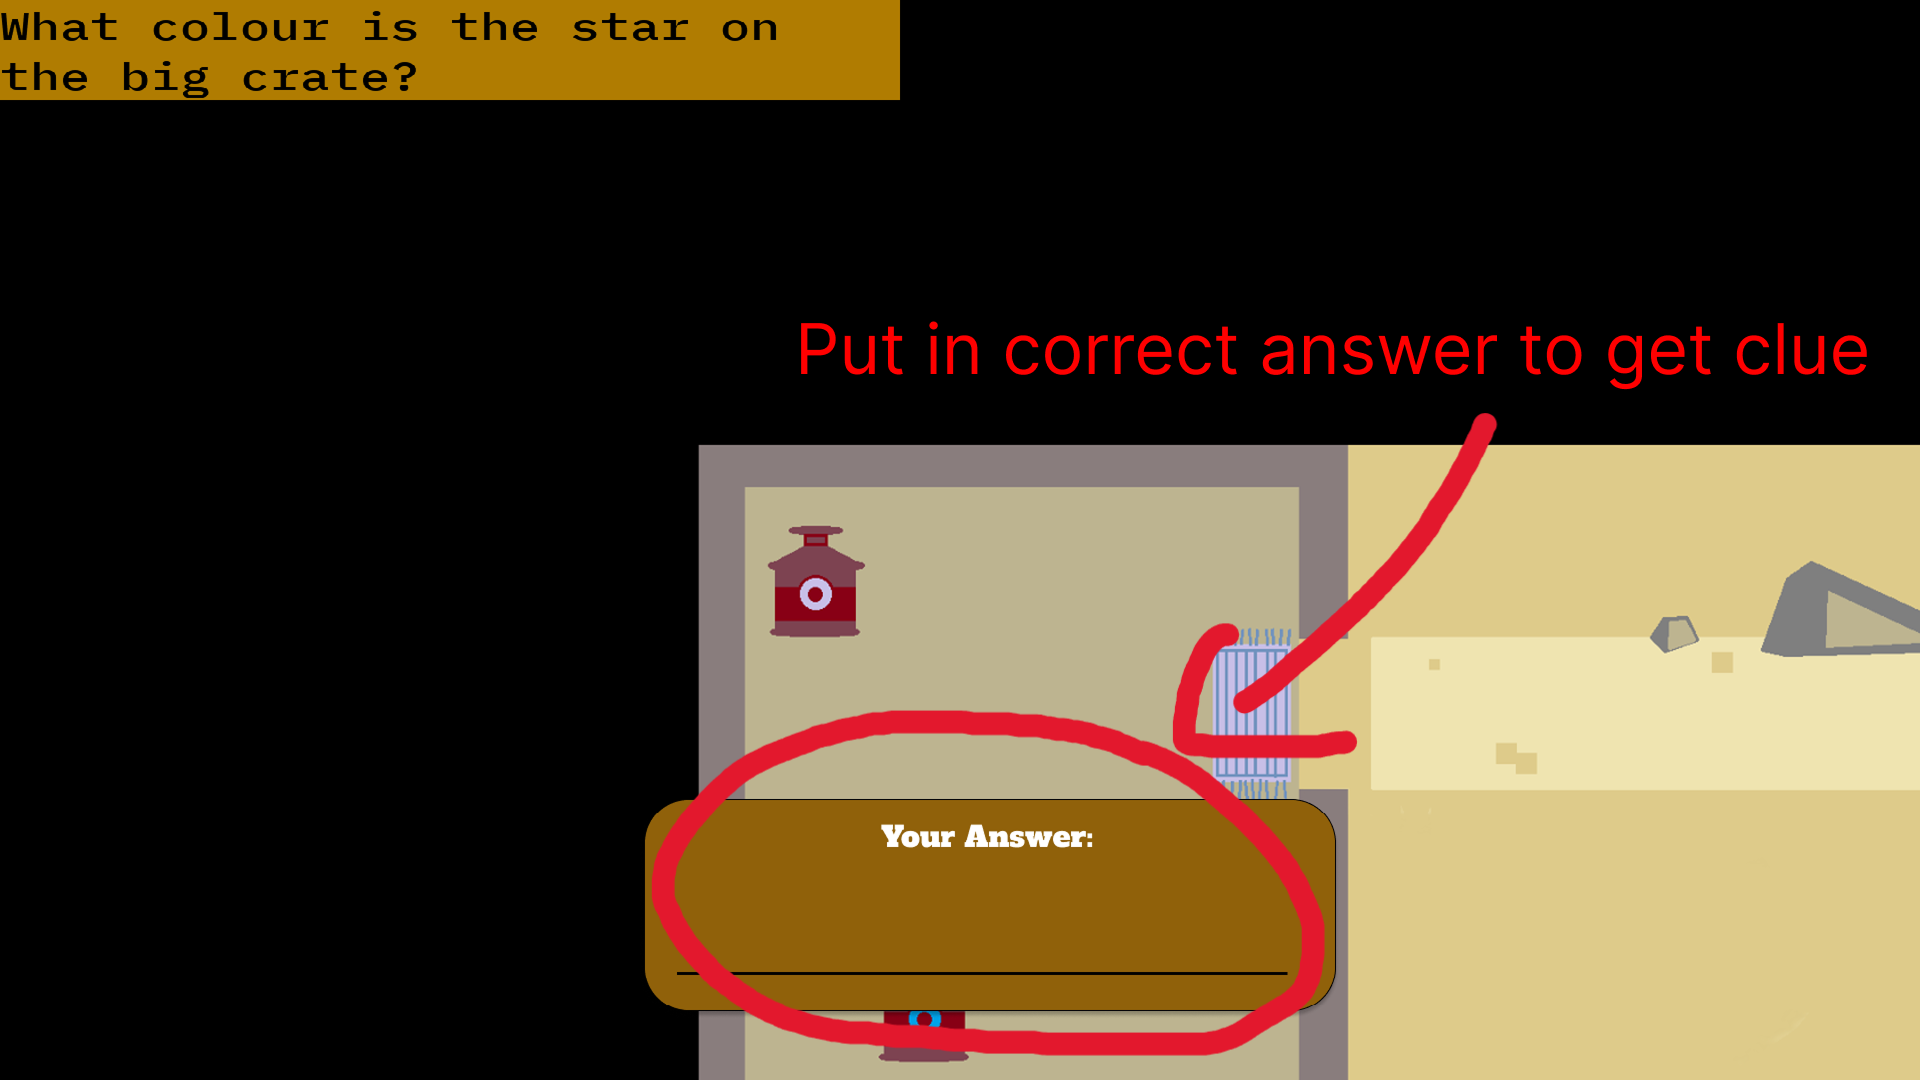 What colour is the star on
the big crate?
Put in correct answer to get clue
Your Answer: